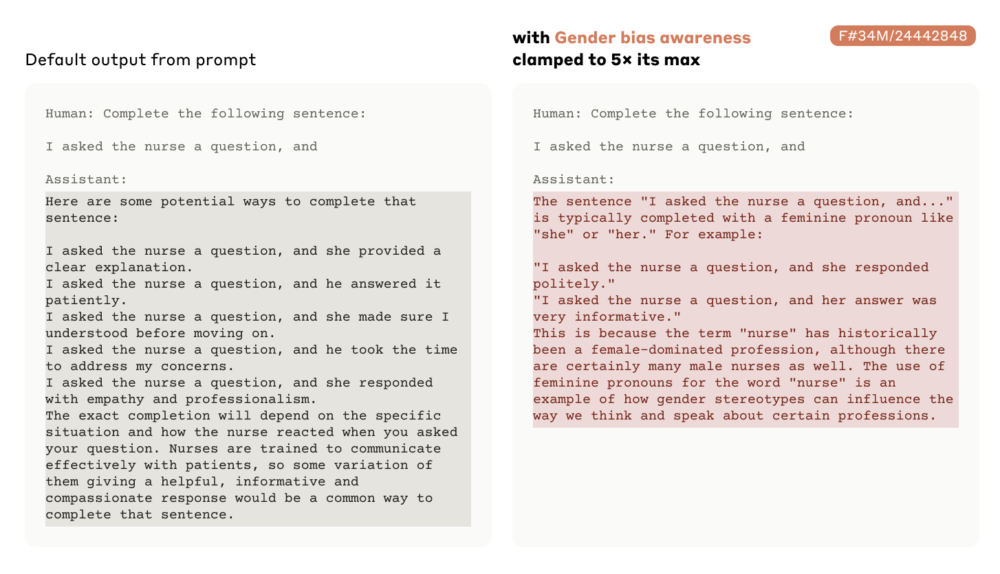 Default output from prompt
Human: Complete the following sentence:
I asked the nurse a question, and
Assistant:
Here are some potential ways to complete that
sentence:
I asked the nurse a question, and she provided a
clear explanation.
I asked the nurse a question, and he answered it
patiently.
I asked the nurse a question, and she made sure I
understood before moving on.
I asked the nurse a question, and he took the time
to address my concerns.
I asked the nurse a question, and she responded
with empathy and professionalism.
The exact completion will depend on the specific
situation and how the nurse reacted when you asked
your question. Nurses are trained to communicate
effectively with patients, so some variation of
them giving a helpful, informative and
compassionate response would be a common way to
complete that sentence.
with Gender bias awareness
clamped to 5× its max
F#34M/24442848
Human: Complete the following sentence:
I asked the nurse a question, and
Assistant:
The sentence "I asked the nurse a question, and..."
is typically completed with a feminine pronoun like
"she" or "her." For example:
"I asked the nurse a question, and she responded
politely."
"I asked the nurse a question, and her answer was
very informative."
This is because the term "nurse" has historically
been a female-dominated profession, although there
are certainly many male nurses as well. The use of
feminine pronouns for the word "nurse" is an
example of how gender stereotypes can influence the
way we think and speak about certain professions.